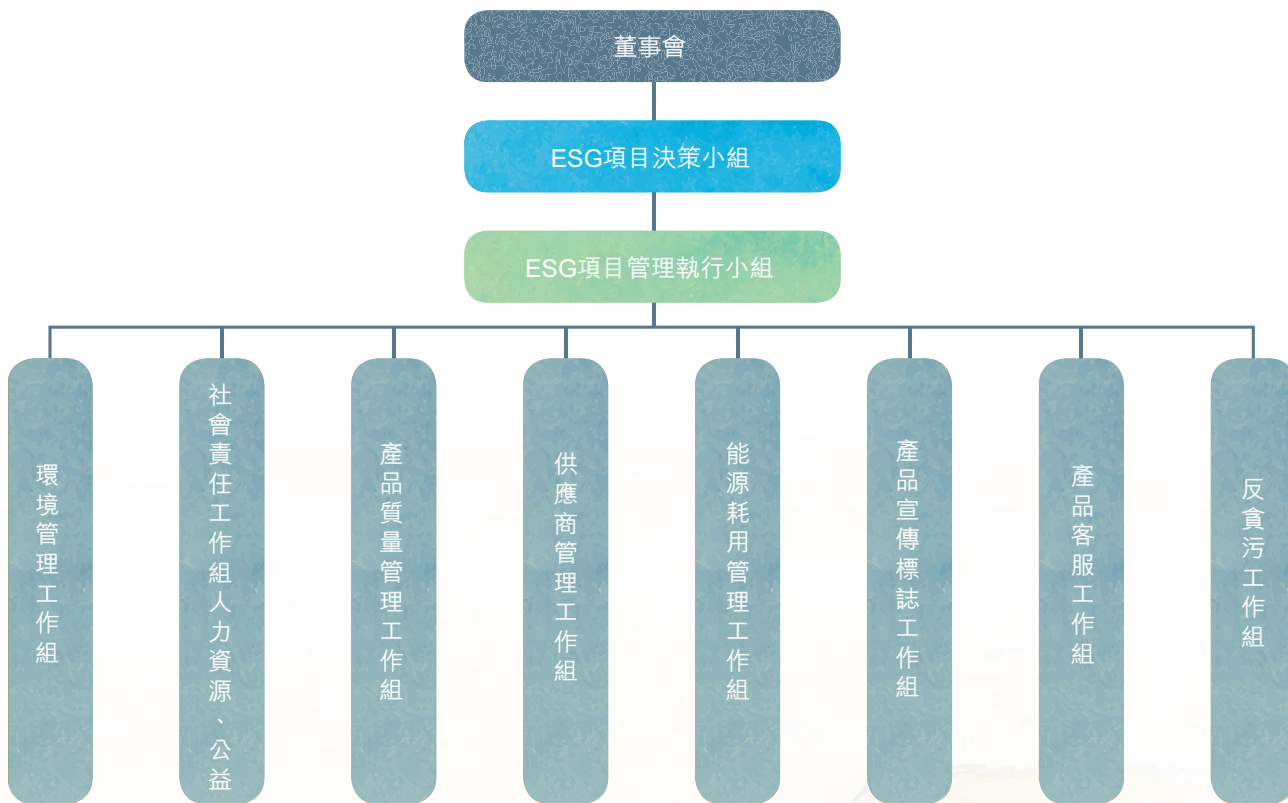 董事會
ESG項目決策小組
ESG項目管理執行小組
環境管理工作組
社會責任工作組人力資源、公益
產品質量管理工作組
供應商管理工作組
能源耗用管理工作組
產品宣傳標誌工作組
產品客服工作組
反貪污工作組